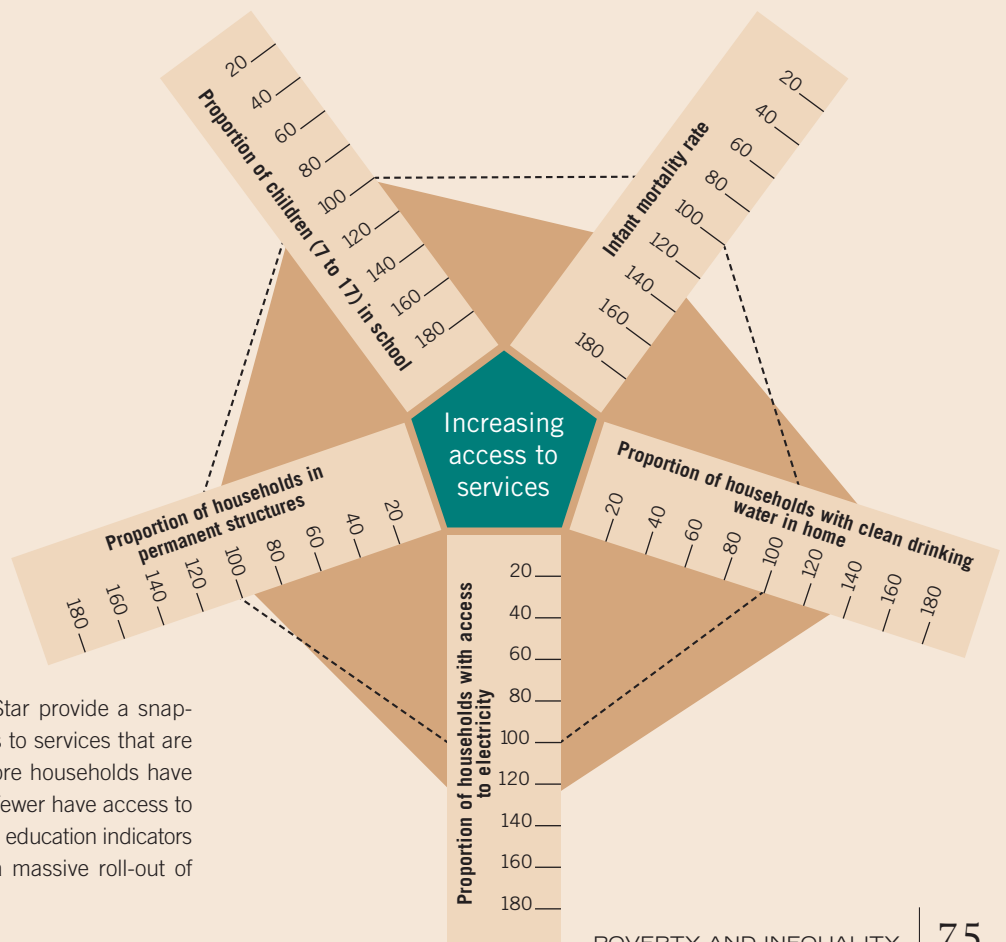 20
40
60
80
100
120
140
160
180
Proportion of children (7 to 17) in school
20
40
60
80
100
120
140
160
180
Infant mortality rate
Increasing
access to
services
Proportion of households in
permanent structures
180
160
140
120
100
80
60
40
20
Proportion of households with clean drinking
water in home
20
40
60
80
100
120
140
160
180
Proportion of households with access
to electricity
20
40
60
80
100
120
140
160
180
Star provide a snap-
to services that are
households have
fewer have access to
education indicators
massive roll-out of
POVERTY AND INEQUALITY
75